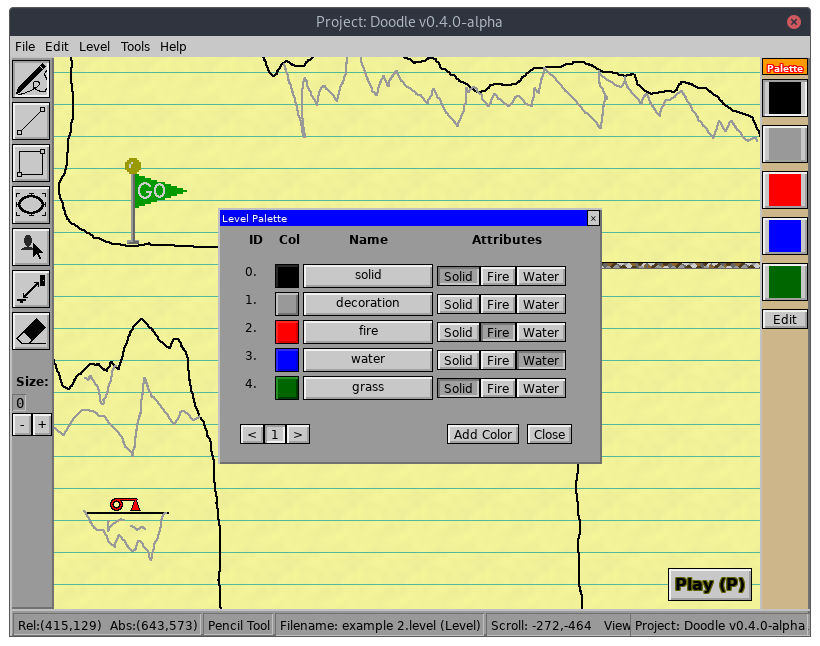 Project: Doodle v0.4.0-alpha
File Edit Level Tools Help
Palette
GO
Level Palette
ID Col Name Attributes
0. solid Solid Fire Water
1. decoration Solid Fire Water
2. fire Solid Fire Water
3. water Solid Fire Water
4. grass Solid Fire Water
Edit
Size:
0
- +
< 1 > Add Color Close
Play (P)
Rel:(415,129) Abs:(643,573) Pencil Tool Filename: example 2.level (Level) Scroll: -272,-464 View Project: Doodle v0.4.0-alpha